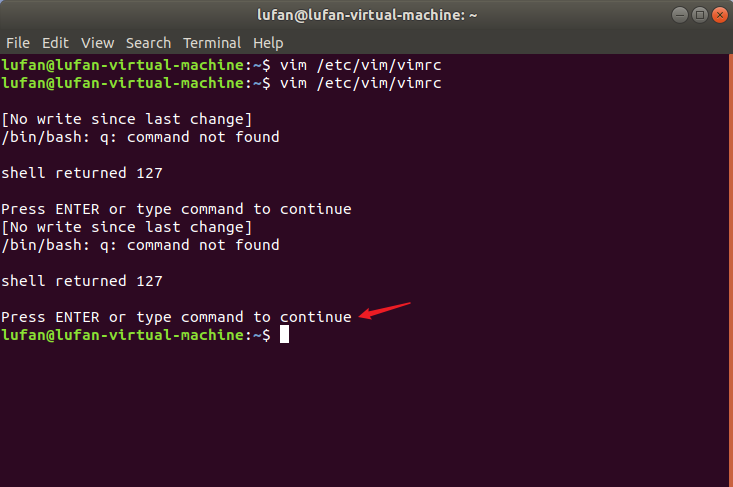 lufan@lufan-virtual-machine: ~
File Edit View Search Terminal Help
lufan@lufan-virtual-machine:~$ vim /etc/vim/vimrc
lufan@lufan-virtual-machine:~$ vim /etc/vim/vimrc
[No write since last change]
/bin/bash: q: command not found
shell returned 127
Press ENTER or type command to continue
[No write since last change]
/bin/bash: q: command not found
shell returned 127
Press ENTER or type command to continue
lufan@lufan-virtual-machine:~$